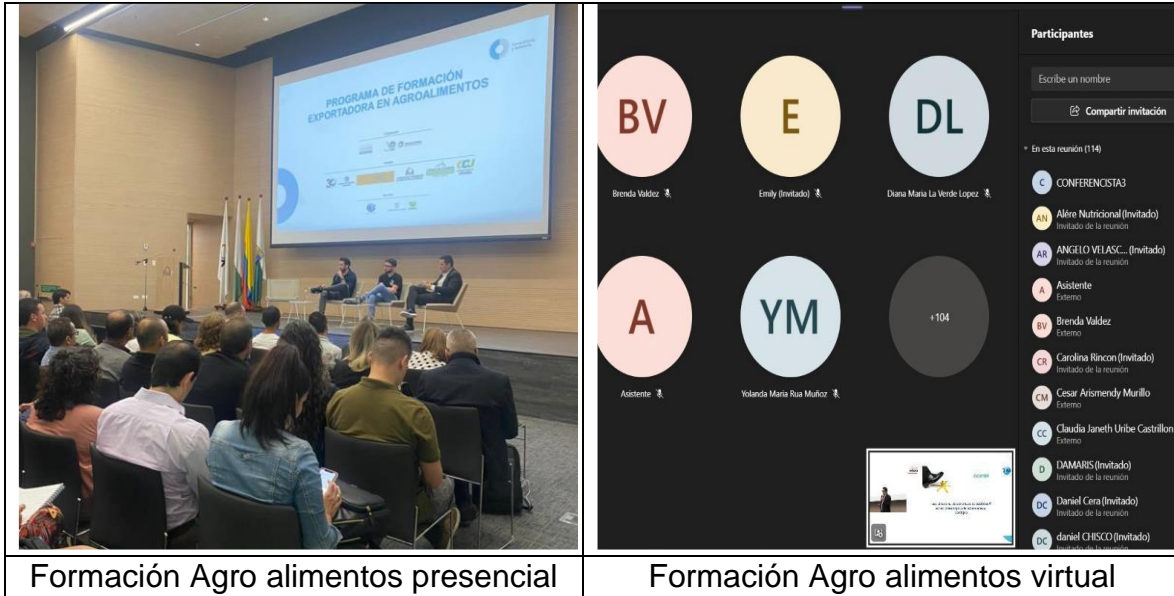 PROGRAMA DE FORMACIÓN
EXPORTADORA EN AGROALIMENTOS
Formación Agro alimentos presencial
BV
Brenda Valdez
E
Emily (Invitado)
DL
Diana Maria La Verde Lopez
A
Asistente
YM
Yolanda Maria Rua Muñoz
+104
Participantes
Escribe un nombre
Compartir invitación
En esta reunión (114)
C CONFERENCISTA3
AN Alére Nutricional (Invitado)
Invitado de la reunión
AR ANGELO VELASC... (Invitado)
Invitado de la reunión
A Asistente
Externo
BV Brenda Valdez
Externo
CR Carolina Rincon (Invitado)
Invitado de la reunión
CM Cesar Arismendy Murillo
Externo
CC Claudia Janeth Uribe Castrillon
Externo
D DAMARIS (Invitado)
Invitado de la reunión
DC Daniel Cera (Invitado)
Invitado de la reunión
DC daniel CHISCO (Invitado)
Invitado de la reunión
Formación Agro alimentos virtual